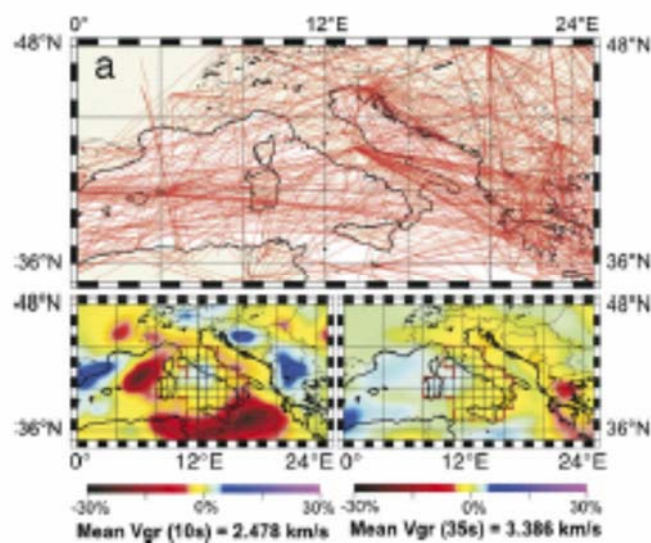 0° 12°E 24°E
48°N 48°N
a
36°N 36°N
48°N 48°N
36°N 36°N
0° 12°E 24°E 0° 12°E 24°E
-30% 0% 30% -30% 0% 30%
Mean Vgr (10s) = 2.478 km/s Mean Vgr (35s) = 3.386 km/s